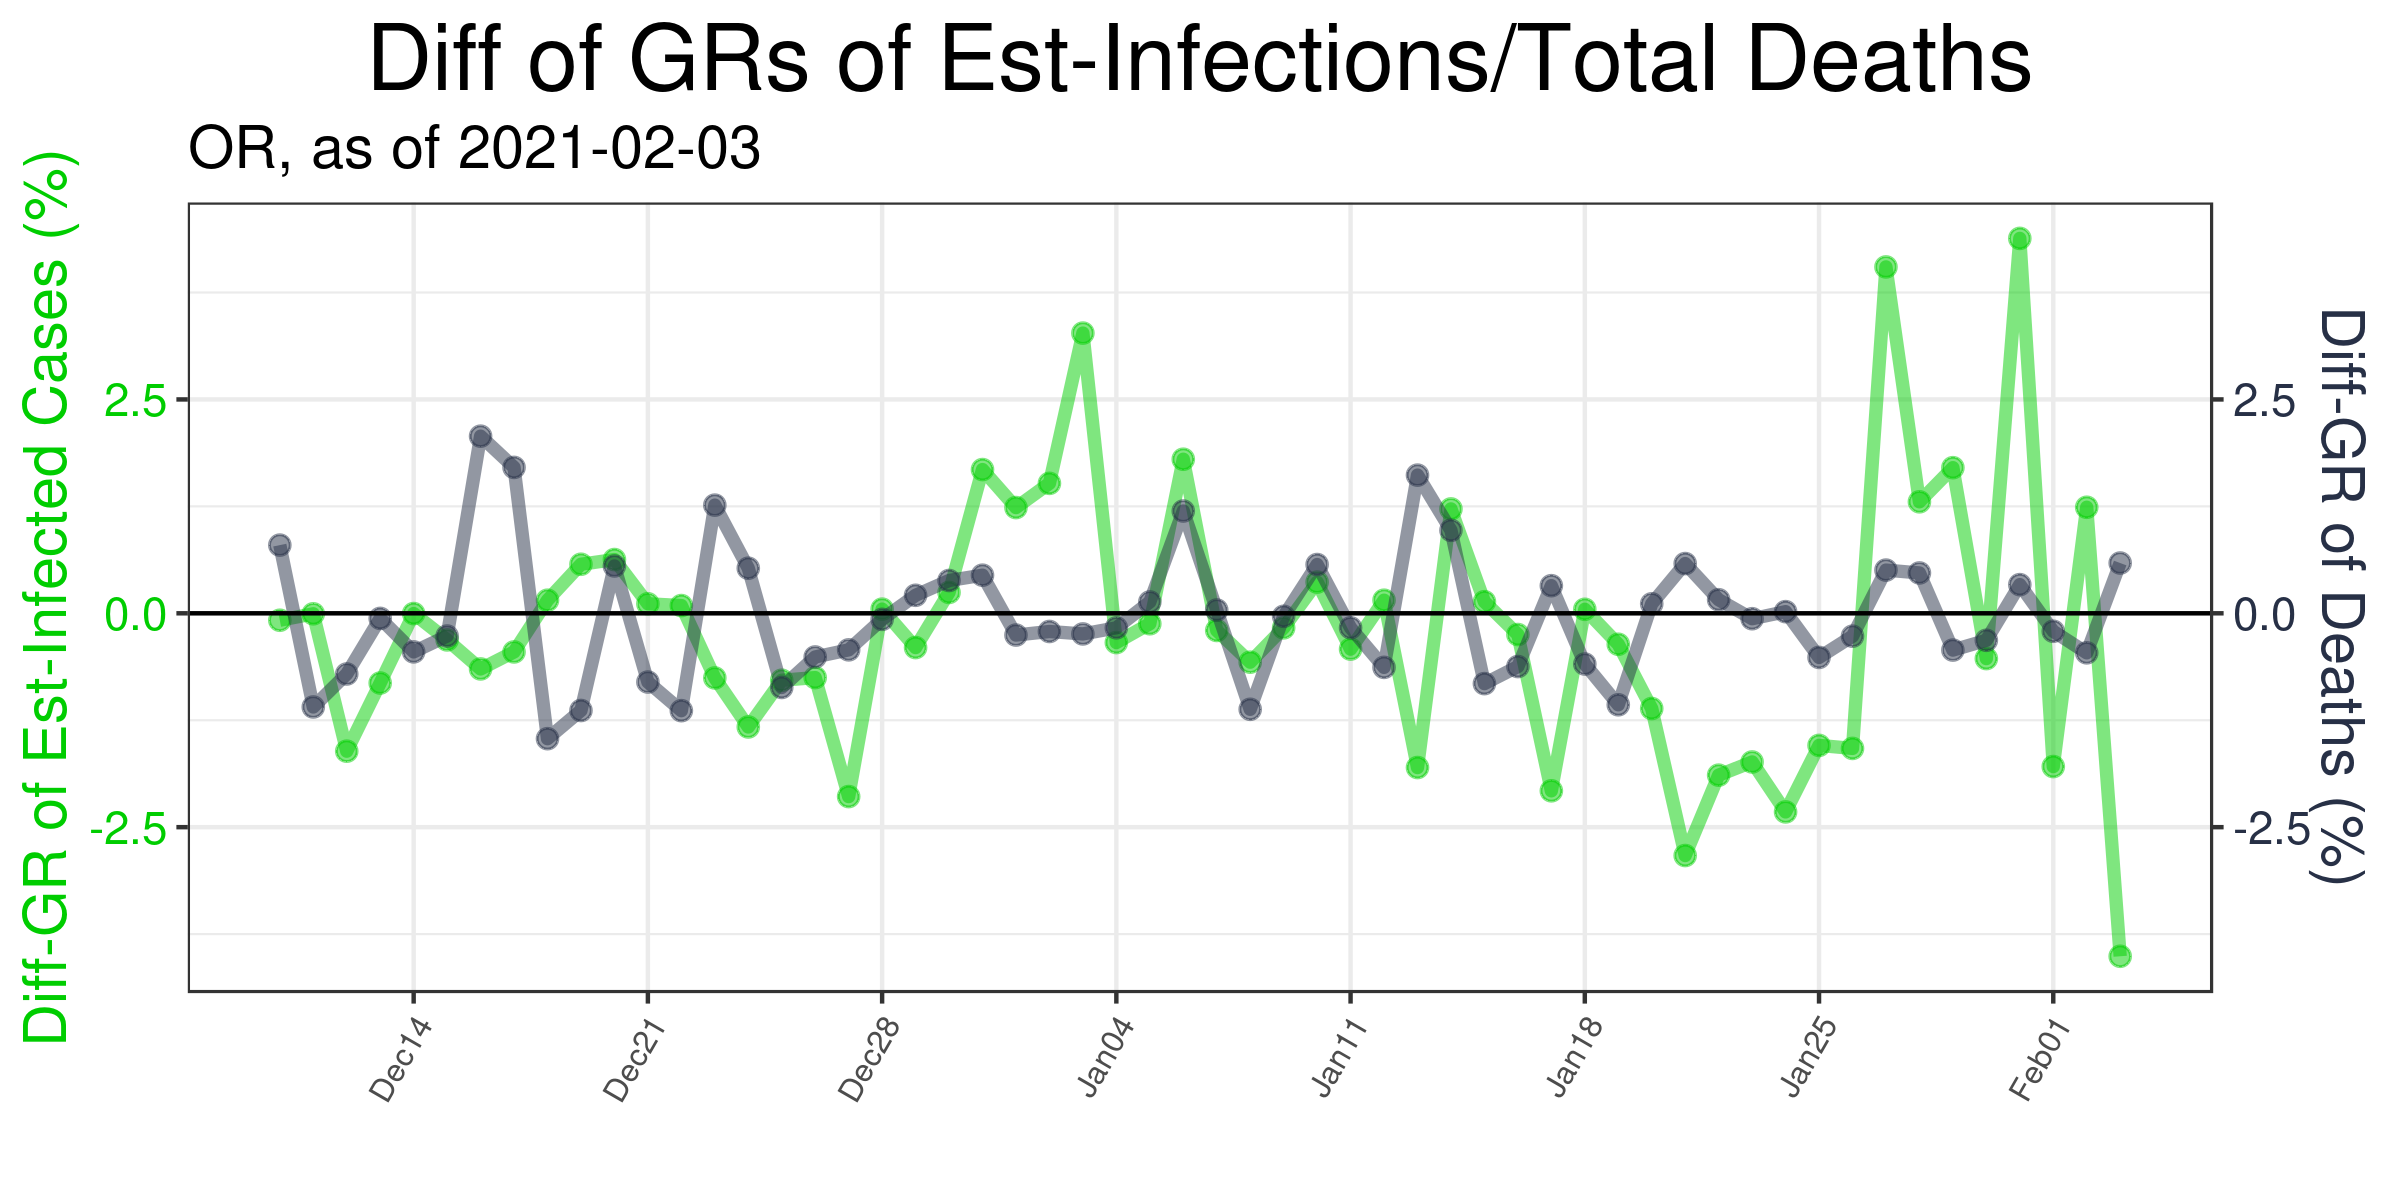 Diff of GRs of Est-Infections/Total Deaths
OR, as of 2021-02-03
Diff-GR of Est-Infected Cases (%)
2.5
0.0
-2.5
2.5
0.0
-2.5
Diff-GR of Deaths (%)
Dec14
Dec21
Dec28
Jan04
Jan11
Jan18
Jan25
Feb01